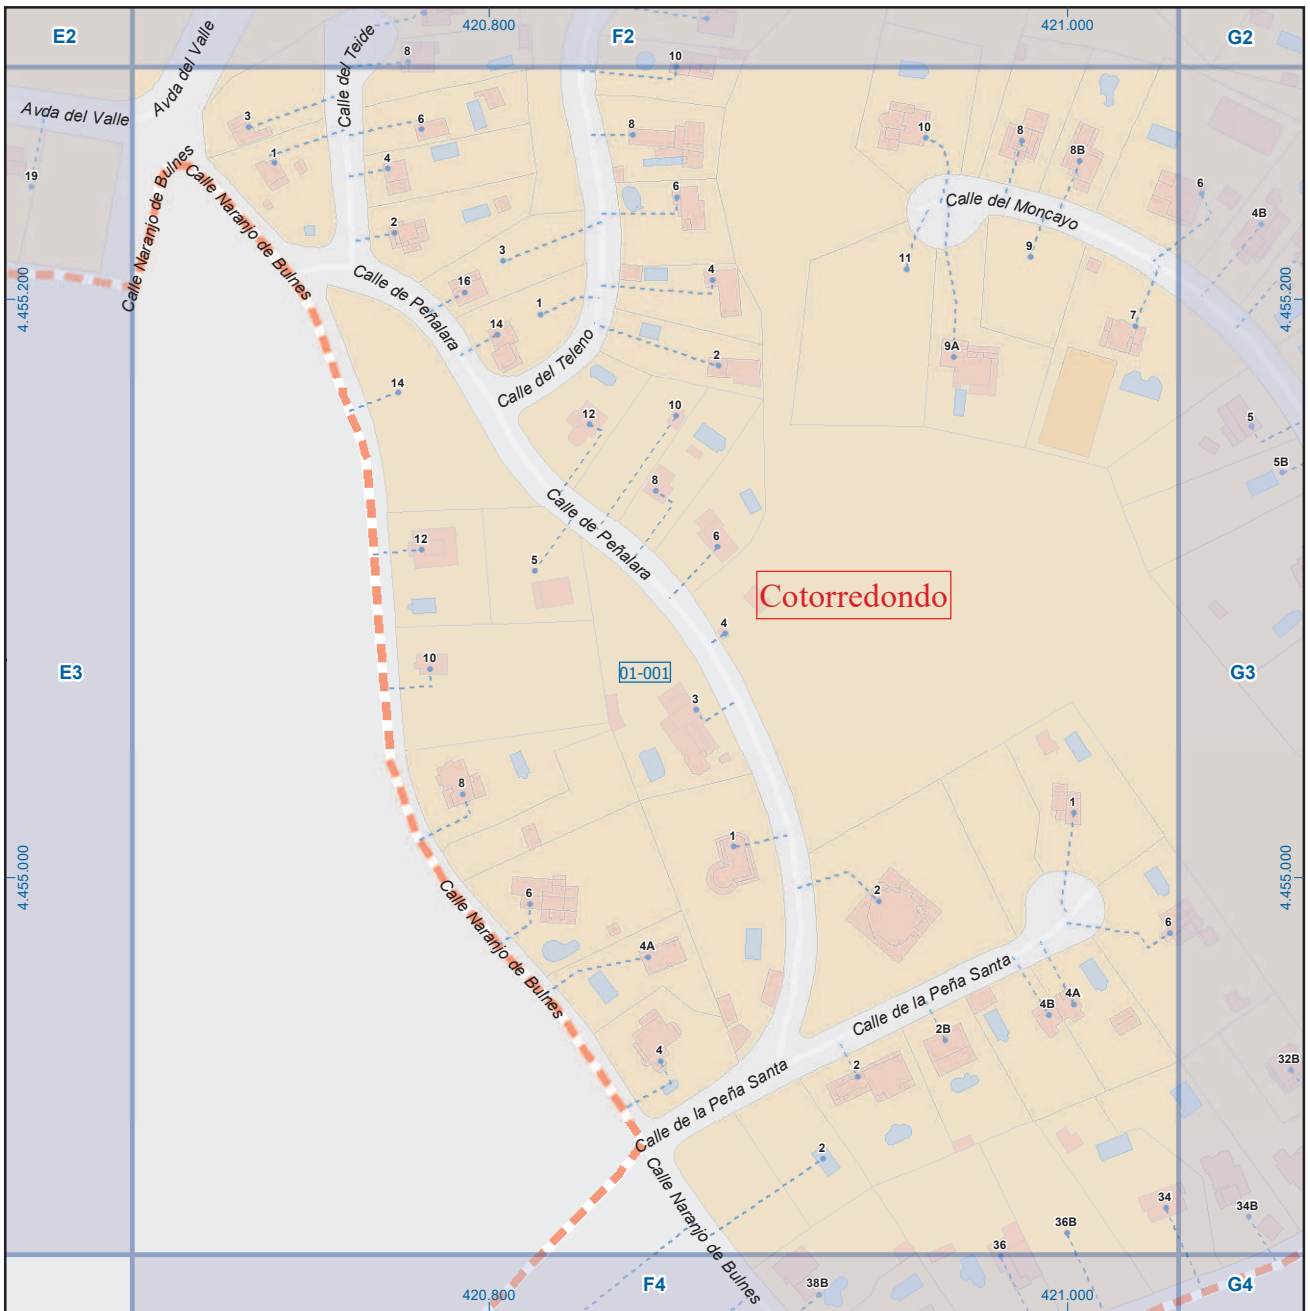 420.800
421.000
E2
F2
G2
Avda del Valle
Avda del Valle
Calle del Teide
8
10
3
1
6
4
2
8
6
10
8
8B
6
4B
19
Calle Naranjo de Bulnes
Calle Naranjo de Bulnes
Calle del Moncayo
11
9
3
16
1
4
14
2
7
9A
4.455.200
4.455.200
Calle de Peñalara
Calle del Teleno
14
12
10
5
5B
8
Calle de Peñalara
12
5
6
Cotorredondo
4
E3
10
01-001
G3
3
8
1
1
2
4.455.000
4.455.000
Calle Naranjo de Bulnes
6
4A
6
Calle de la Peña Santa
4B
4A
2B
4
2
32B
Calle de la Peña Santa
2
Calle Naranjo de Bulnes
34
34B
36B
36
38B
F4
G4
420.800
421.000